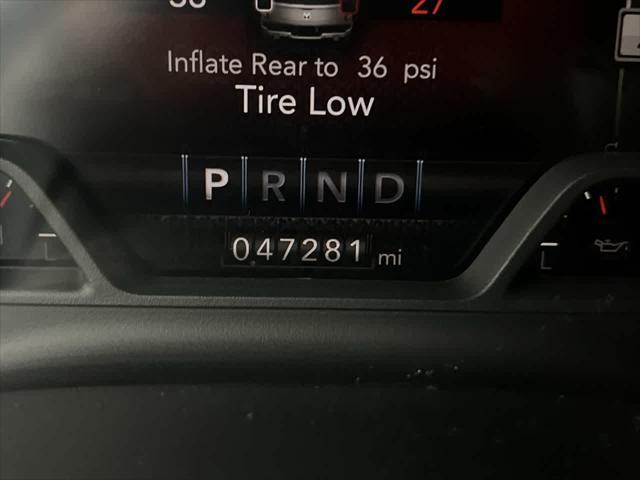 27
Inflate Rear to 36 psi
Tire Low
P R N D
047281 mi
L
L